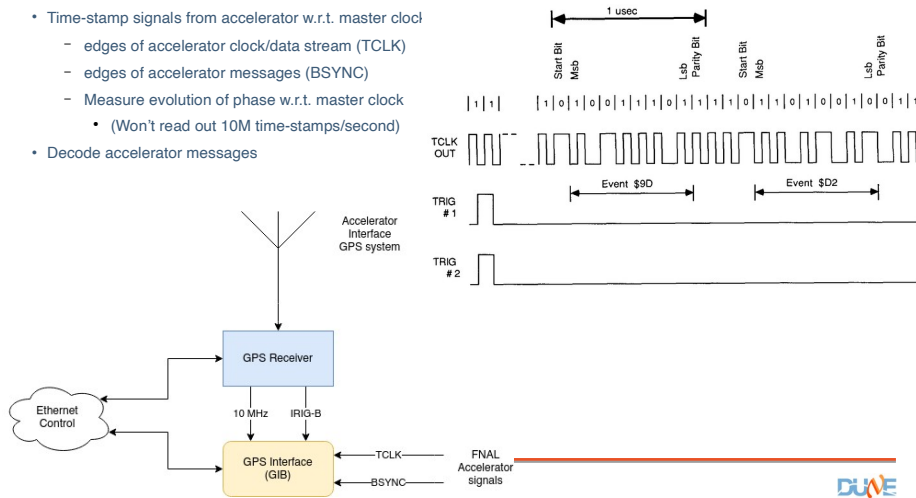 • Time-stamp signals from accelerator w.r.t. master clock
– edges of accelerator clock/data stream (TCLK)
– edges of accelerator messages (BSYNC)
– Measure evolution of phase w.r.t. master clock
• (Won't read out 10M time-stamps/second)
• Decode accelerator messages
1 usec
Start Bit
Msb
Lsb
Parity Bit
Start Bit
Msb
Lsb
Parity Bit
1 1 1 0 1 0 0 1 1 1 0 1 1 1 1 0 1 1 0 1 0 0 1 0 0 1 1
TCLK
OUT
Event $9D
Event $D2
TRIG
# 1
TRIG
# 2
Accelerator
Interface
GPS system
GPS Receiver
Ethernet
Control
10 MHz
IRIG-B
GPS Interface
(GIB)
TCLK
BSYNC
FNAL
Accelerator
signals
DUNE